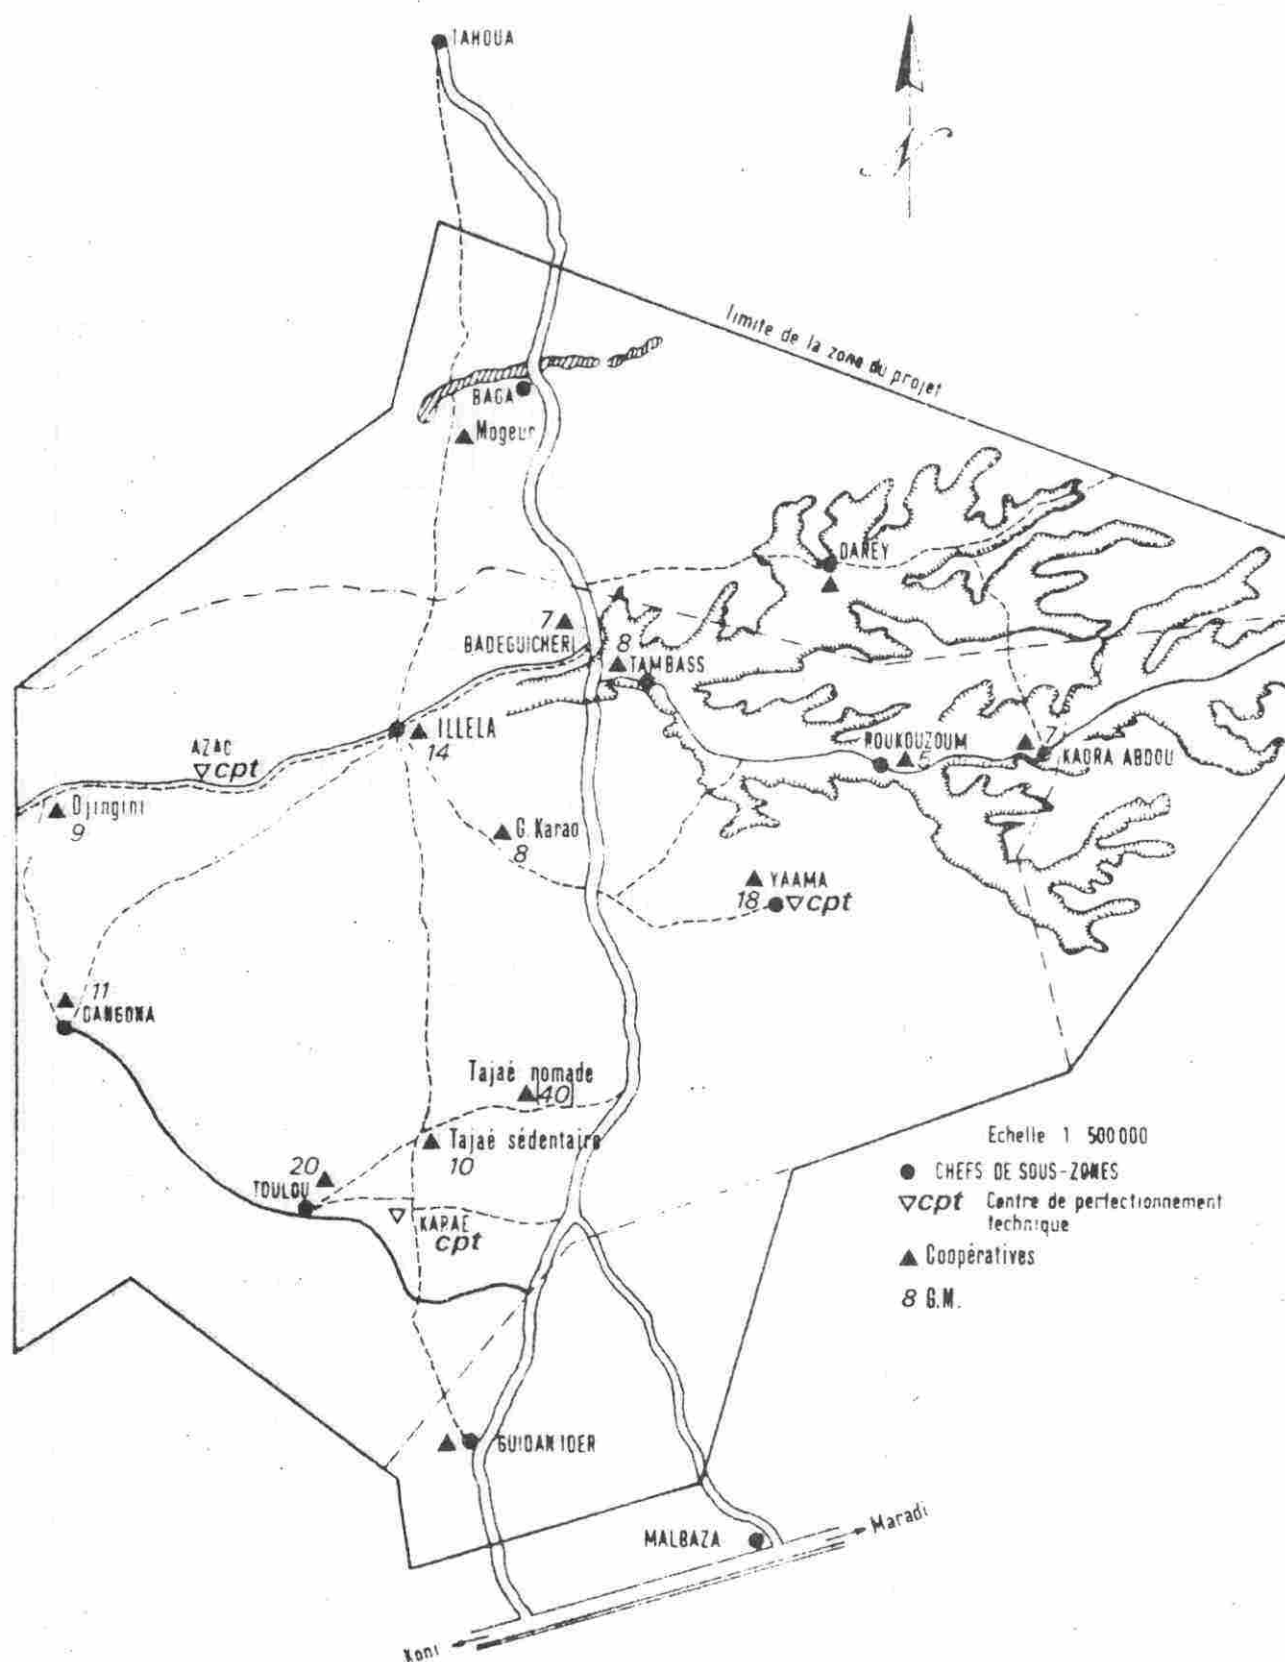 TAHOUA
N
limite de la zone du projet
BAGA
Mogeur
DAREY
7
BADEGUICHERI
8
TAMBASS
ILLELA
14
AZAC
cpt
ROUKOUZOUM
5
7
KAORA ABDOU
Djingini
9
G. Karao
8
YAAMA
18
cpt
11
DANGONA
Tajaé nomade
40
Tajaé sédentaire
10
20
TOULOU
KARAE
cpt
Echelle 1 500 000
CHEFS DE SOUS-ZONES
cpt Centre de perfectionnement
technique
Coopératives
8 G.M.
GUIDAN IDER
MALBAZA
Maradi
Koni